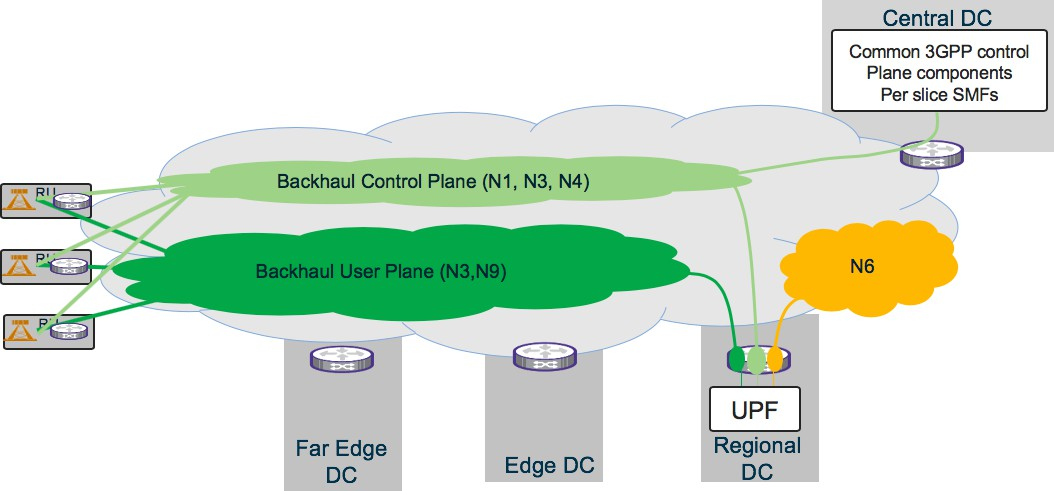 Central DC
Common 3GPP control
Plane components
Per slice SMFs
Backhaul Control Plane (N1, N3, N4)
RU
Backhaul User Plane (N3,N9)
N6
UPF
Far Edge
DC
Edge DC
Regional
DC